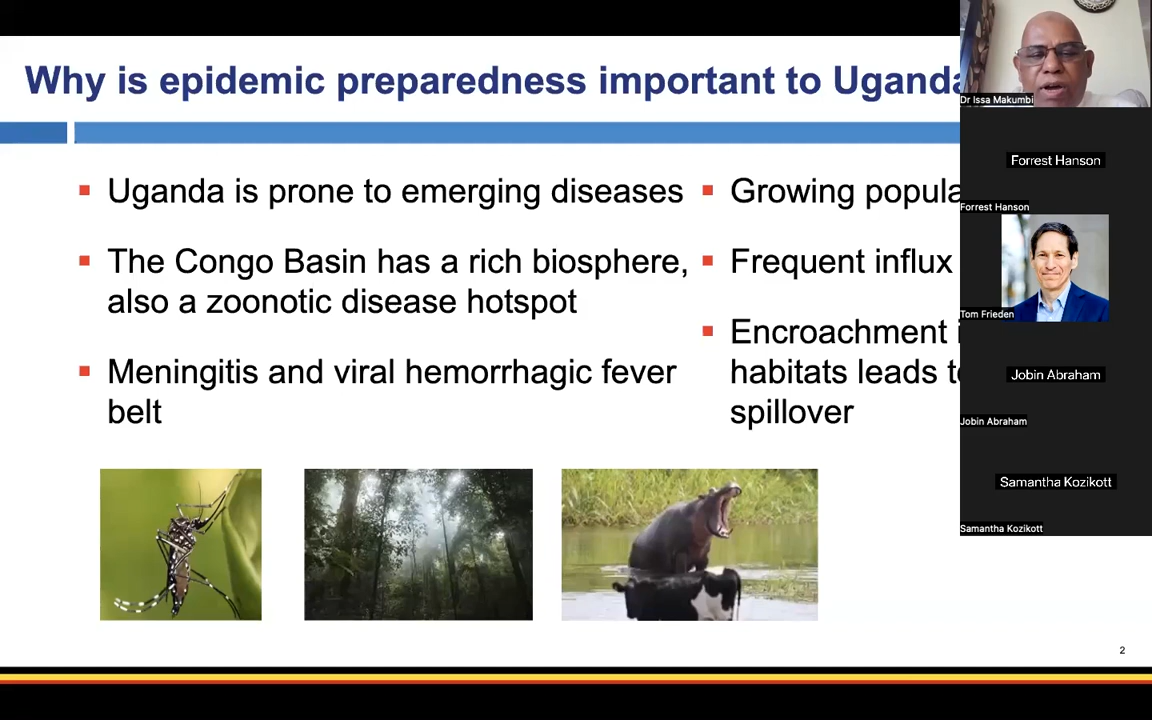 Why is epidemic preparedness important to Uganda
Uganda is prone to emerging diseases
The Congo Basin has a rich biosphere,
also a zoonotic disease hotspot
Meningitis and viral hemorrhagic fever
belt
Growing popula
Frequent influx
Encroachment i
habitats leads to
spillover
2
Dr Issa Makumbi
Forrest Hanson
Forrest Hanson
Tom Frieden
Jobin Abraham
Jobin Abraham
Samantha Kozikott
Samantha Kozikott